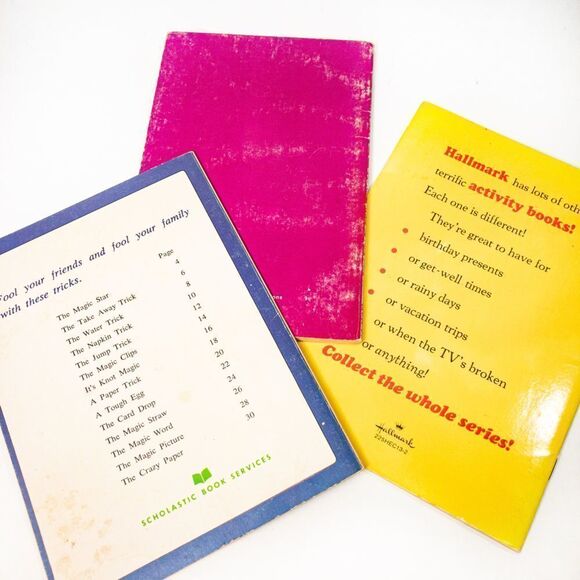 Fool your friends and fool your family
with these tricks.
Page
The Magic Star 4
The Take Away Trick 6
The Water Trick 8
The Napkin Trick 10
The Jump Trick 12
The Magic Clips 14
It's Knot Magic 16
A Paper Trick 18
A Tough Egg 20
The Card Drop 22
The Magic Straw 24
The Magic Word 26
The Magic Picture 28
The Crazy Paper 30
SCHOLASTIC BOOK SERVICES
Hallmark has lots of othe
terrific activity books!
Each one is different!
They're great to have for
• birthday presents
• or get-well times
• or rainy days
• or vacation trips
or when the TV's broken
or anything!
Collect the whole series!
Hallmark
225HEC13-2